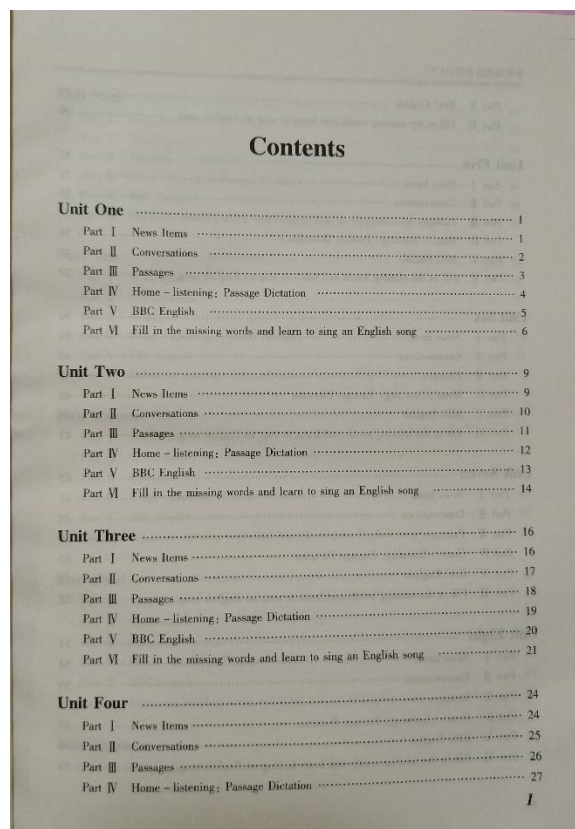 Contents
Unit One ········································ 1
Part Ⅰ News Items ········································ 1
Part Ⅱ Conversations ········································ 2
Part Ⅲ Passages ········································ 3
Part Ⅳ Home - listening: Passage Dictation ········································ 4
Part Ⅴ BBC English ········································ 5
Part Ⅵ Fill in the missing words and learn to sing an English song ···················· 6
Unit Two ········································ 9
Part Ⅰ News Items ········································ 9
Part Ⅱ Conversations ········································ 10
Part Ⅲ Passages ········································ 11
Part Ⅳ Home - listening: Passage Dictation ········································ 12
Part Ⅴ BBC English ········································ 13
Part Ⅵ Fill in the missing words and learn to sing an English song ···················· 14
Unit Three ········································ 16
Part Ⅰ News Items ········································ 16
Part Ⅱ Conversations ········································ 17
Part Ⅲ Passages ········································ 18
Part Ⅳ Home - listening: Passage Dictation ········································ 19
Part Ⅴ BBC English ········································ 20
Part Ⅵ Fill in the missing words and learn to sing an English song ···················· 21
Unit Four ········································ 24
Part Ⅰ News Items ········································ 24
Part Ⅱ Conversations ········································ 25
Part Ⅲ Passages ········································ 26
Part Ⅳ Home - listening: Passage Dictation ········································ 27
1